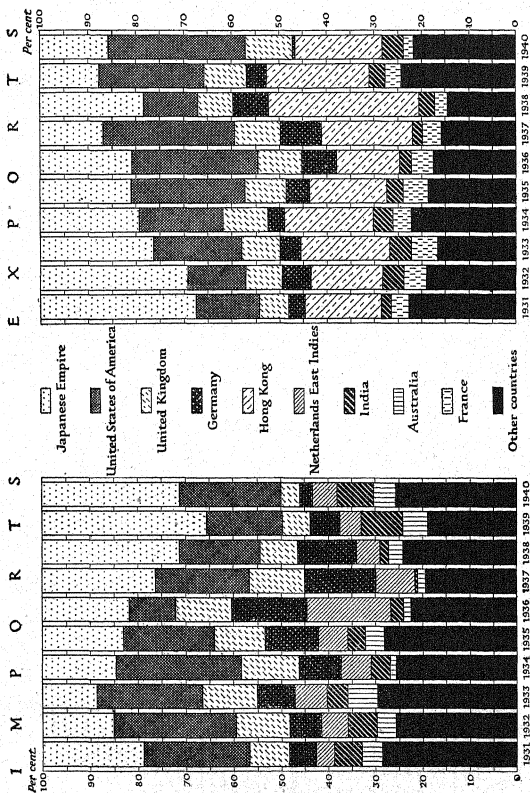 I M P O R T S
Per cent.
100
90
80
70
60
50
40
30
20
10
0
1931 1932 1933 1934 1935 1936 1937 1938 1939 1940
Japanese Empire
United States of America
United Kingdom
Germany
Hong Kong
Netherlands East Indies
India
Australia
France
Other countries
E X P O R T S
Per cent.
100
90
80
70
60
50
40
30
20
10
0
1931 1932 1933 1934 1935 1936 1937 1938 1939 1940